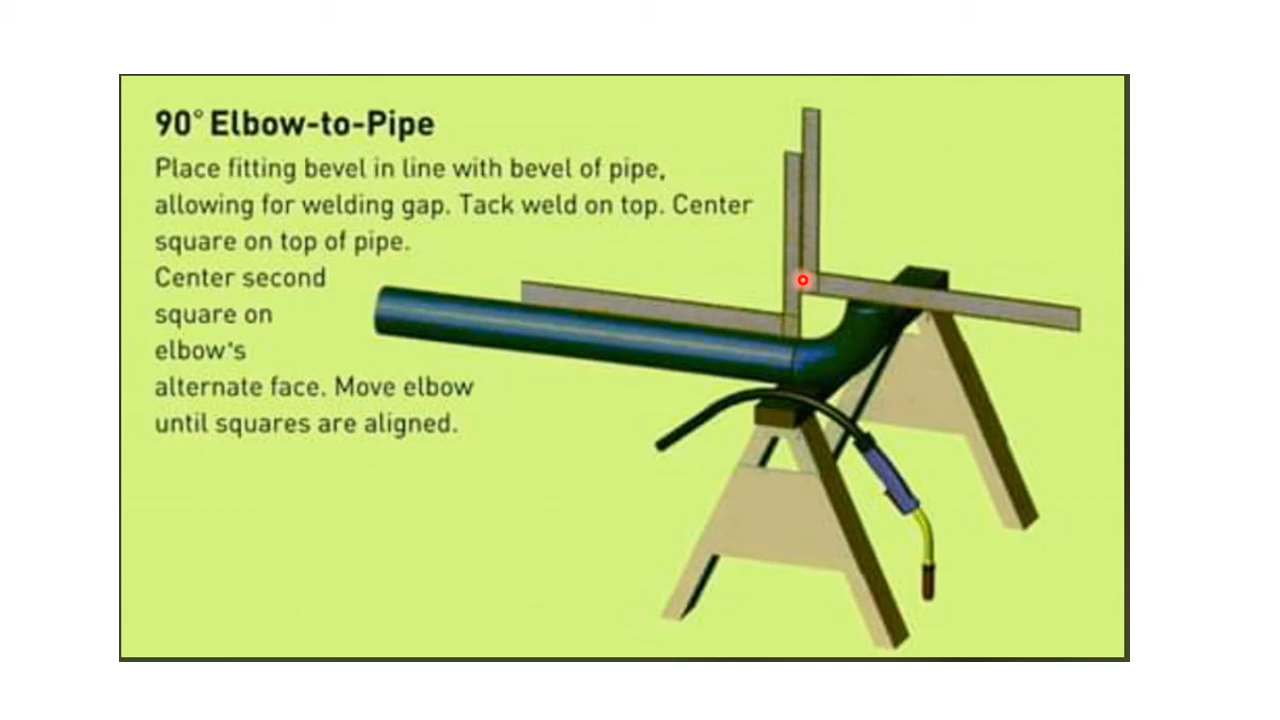 90° Elbow-to-Pipe
Place fitting bevel in line with bevel of pipe,
allowing for welding gap. Tack weld on top. Center
square on top of pipe.
Center second
square on
elbow's
alternate face. Move elbow
until squares are aligned.